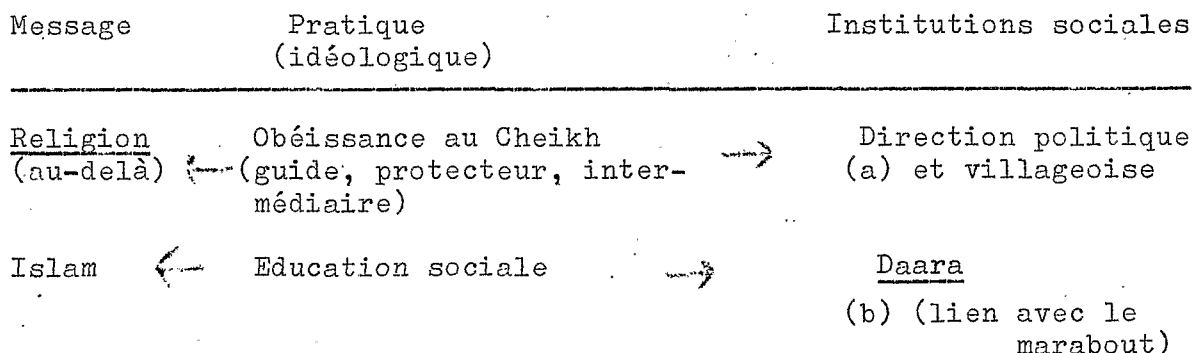 Message Pratique Institutions sociales
(idéologique)
Religion Obéissance au Cheikh Direction politique
(au-delà) ← (guide, protecteur, inter- → (a) et villageoise
médiaire)
Islam ← Education sociale → Daara
(b) (lien avec le
marabout)